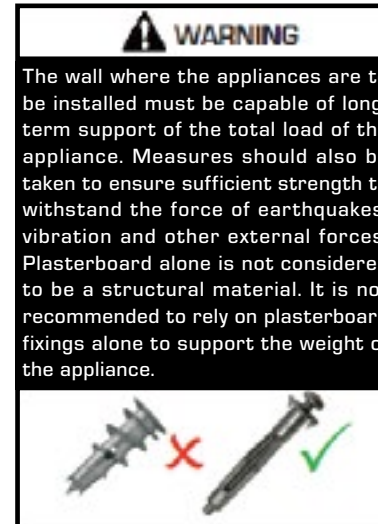 WARNING
The wall where the appliances are t
be installed must be capable of long
term support of the total load of th
appliance. Measures should also b
taken to ensure sufficient strength t
withstand the force of earthquakes
vibration and other external forces
Plasterboard alone is not considere
to be a structural material. It is no
recommended to rely on plasterboar
fixings alone to support the weight o
the appliance.